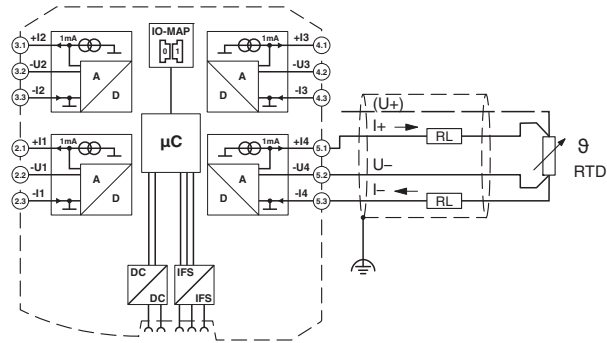 IO-MAP
0 1
3.1 +I2 1mA
3.2 -U2 A
3.3 -I2 D
1mA +I3 4.1
A -U3 4.2
D -I3 4.3
µC
2.1 +I1 1mA
2.2 -U1 A
2.3 -I1 D
1mA +I4 5.1
A -U4 5.2
D -I4 5.3
(U+)
I+ RL
U–
I– RL
ϑ
RTD
DC
DC
IFS
IFS